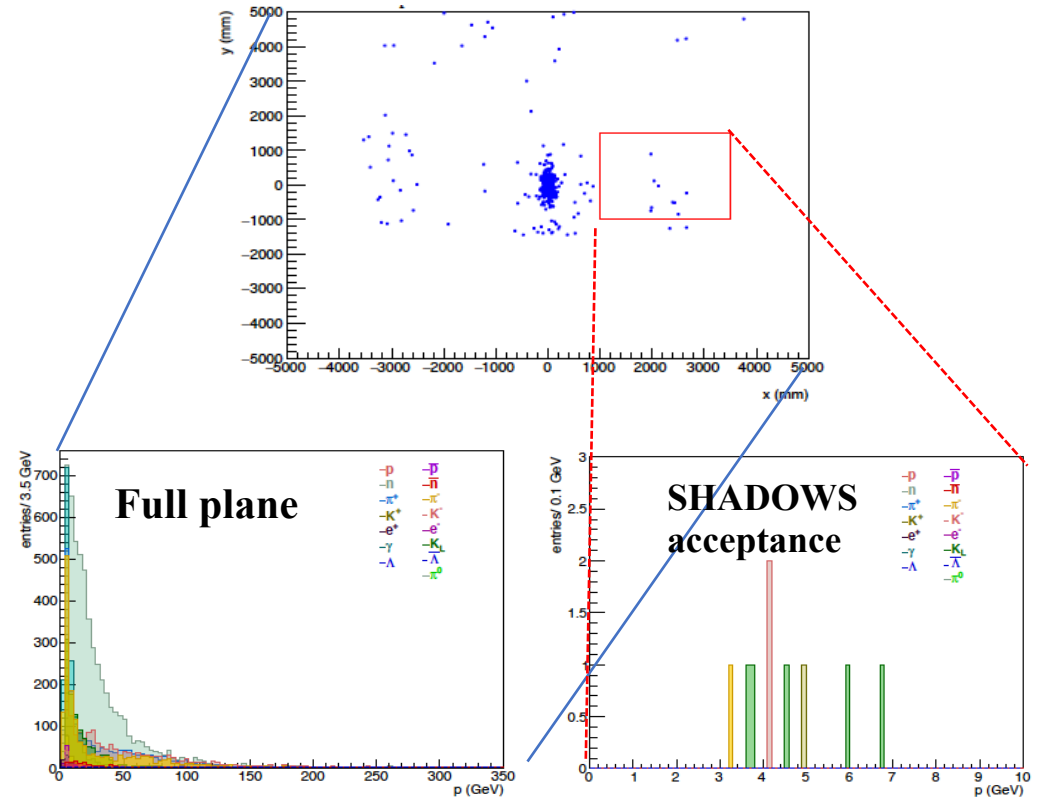 y (mm)
5000
4000
3000
2000
1000
0
−1000
−2000
−3000
−4000
−5000
−5000 −4000 −3000 −2000 −1000 0 1000 2000 3000 4000 5000
x (mm)
entries/ 3.5 GeV
700
600
500
400
300
200
100
0
Full plane
p p̅
n n̅
π⁺ π⁻
K⁺ K⁻
e⁺ e⁻
γ K_L
Λ Λ̅
π⁰
0 50 100 150 200 250 300 350
p (GeV)
entries/ 0.1 GeV
3
2.5
2
1.5
1
0.5
0
SHADOWS
acceptance
p p̅
n n̅
π⁺ π⁻
K⁺ K⁻
e⁺ e⁻
γ K_L
Λ Λ̅
π⁰
0 1 2 3 4 5 6 7 8 9 10
p (GeV)